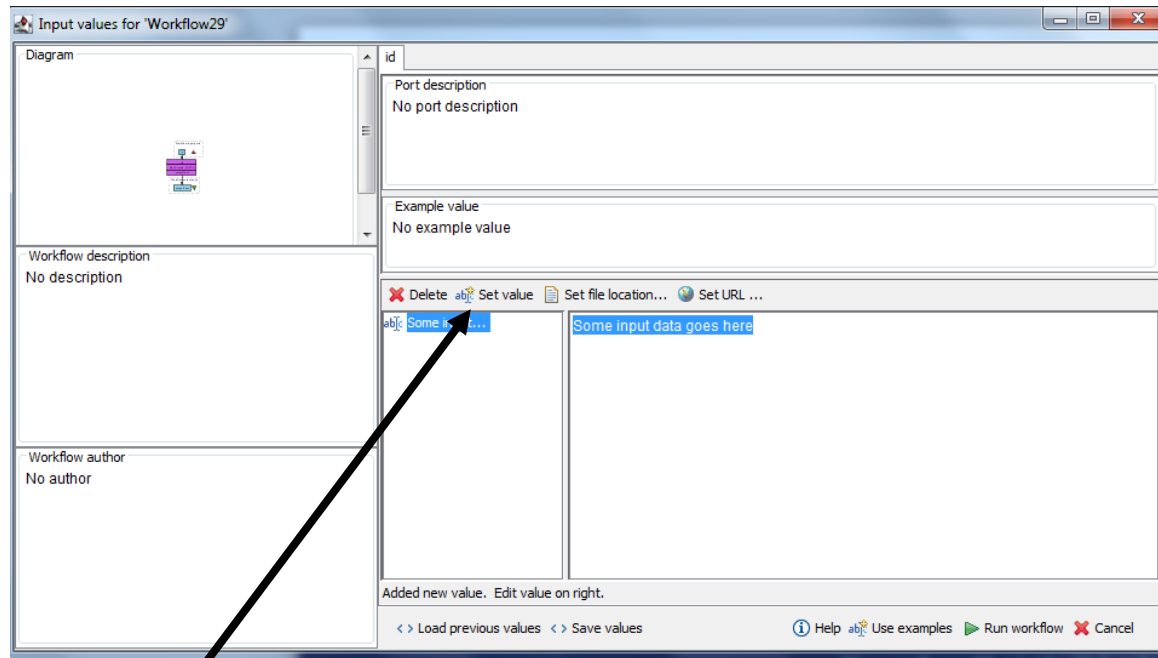 Input values for 'Workflow29'
Diagram
id
Port description
No port description
Example value
No example value
Workflow description
No description
Delete Set value Set file location... Set URL ...
Some in
Some input data goes here
Workflow author
No author
Added new value. Edit value on right.
Load previous values Save values Help Use examples Run workflow Cancel